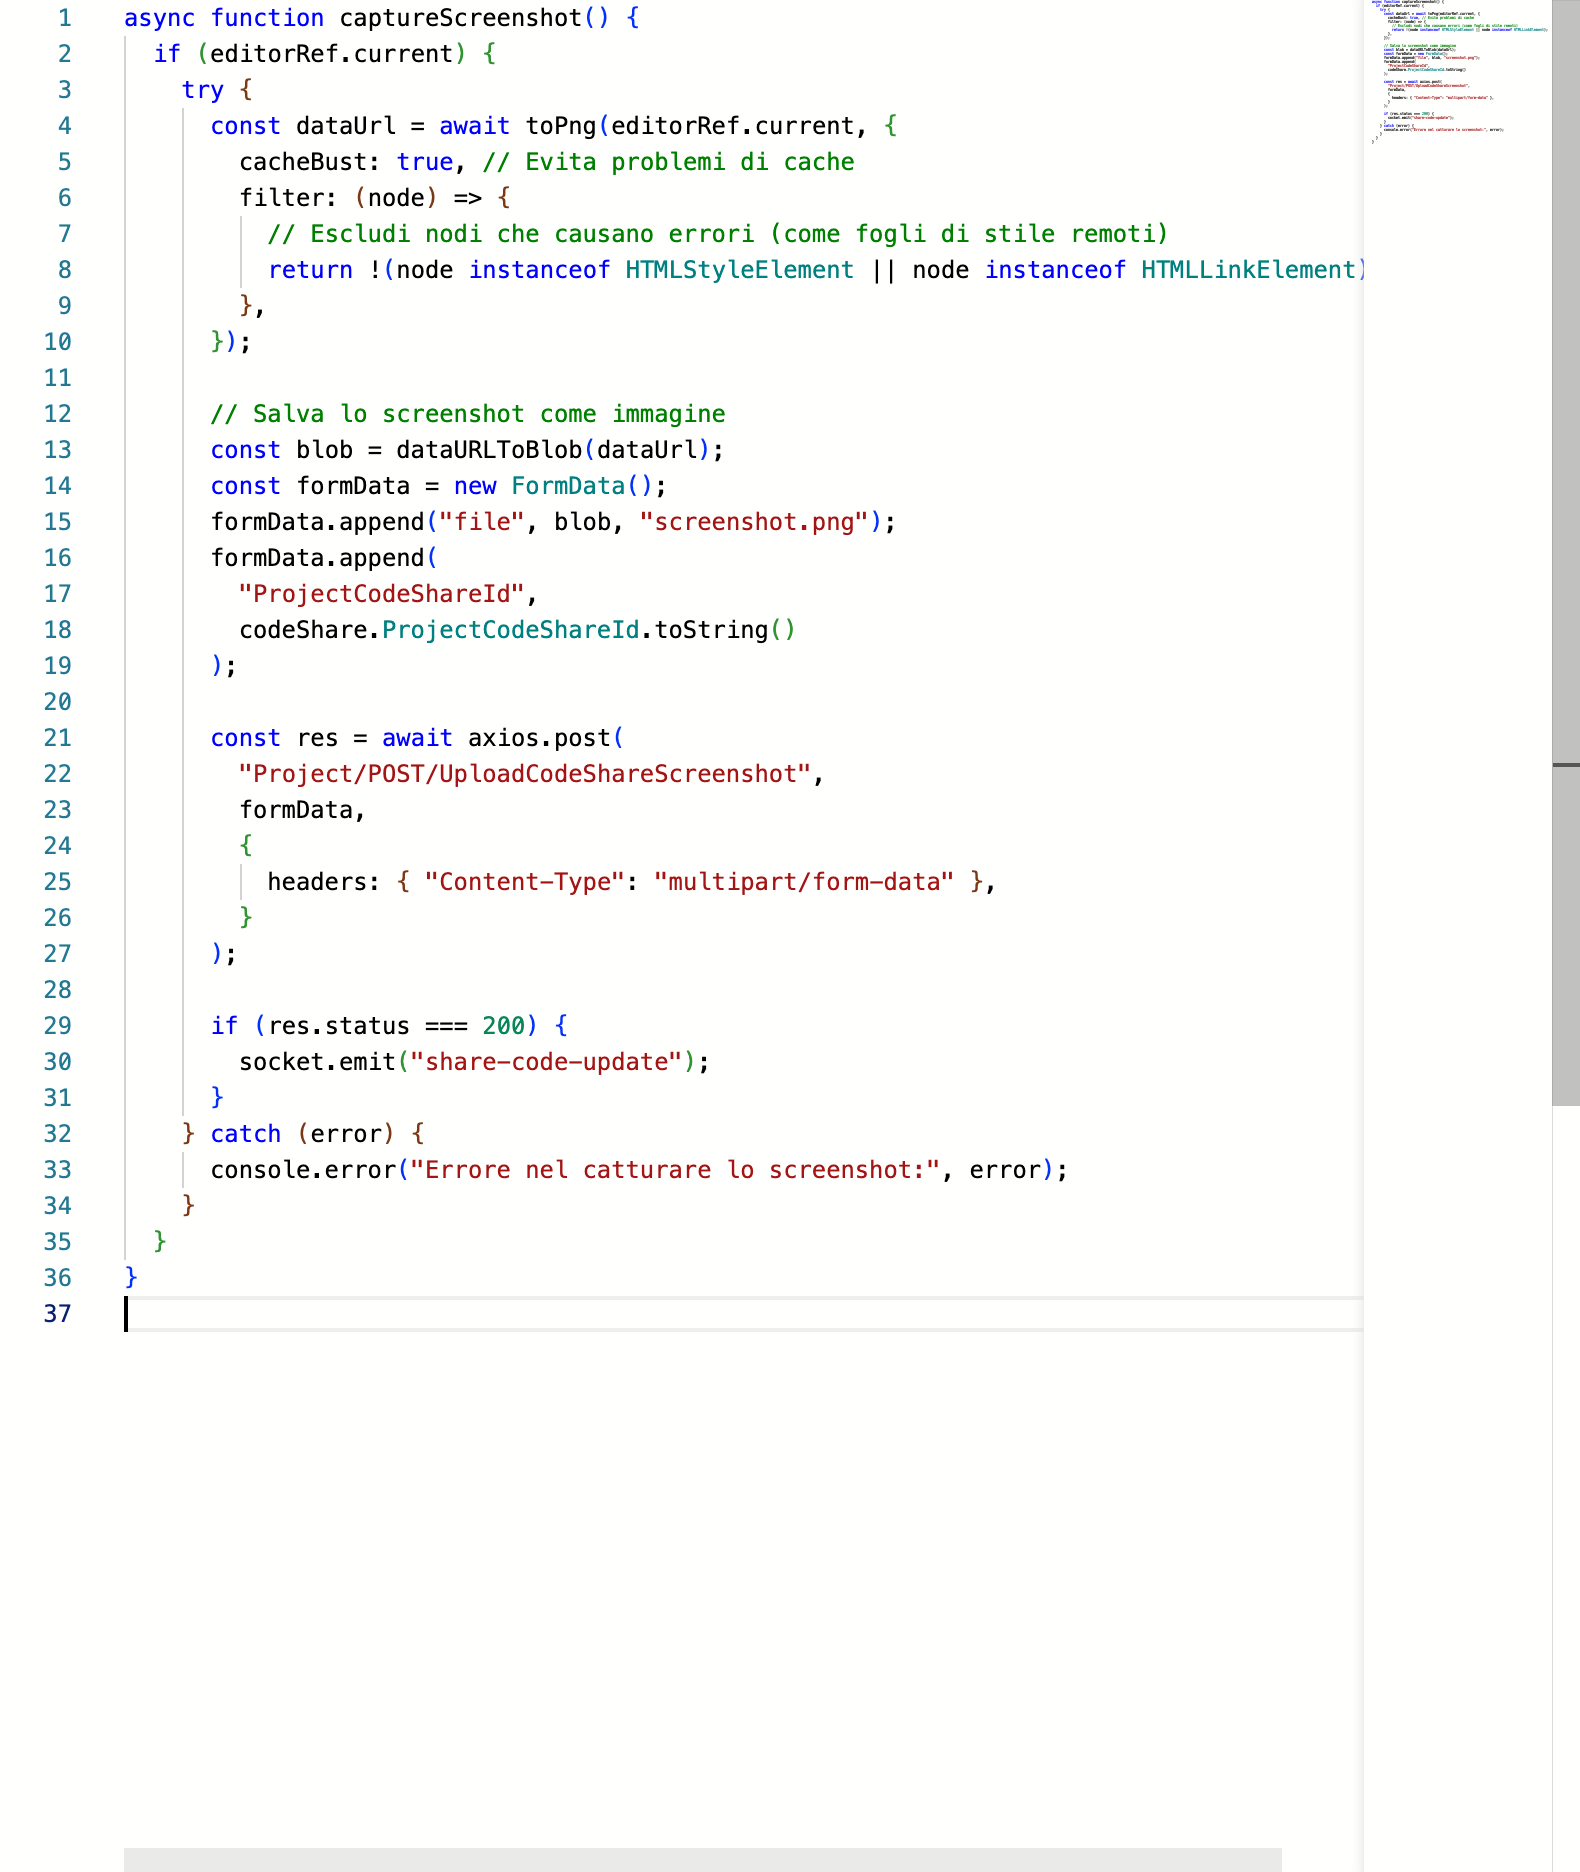 1 async function captureScreenshot() {
2 if (editorRef.current) {
3 try {
4 const dataUrl = await toPng(editorRef.current, {
5 cacheBust: true, // Evita problemi di cache
6 filter: (node) => {
7 // Escludi nodi che causano errori (come fogli di stile remoti)
8 return !(node instanceof HTMLStyleElement || node instanceof HTMLLinkElement)
9 },
10 });
11
12 // Salva lo screenshot come immagine
13 const blob = dataURLToBlob(dataUrl);
14 const formData = new FormData();
15 formData.append("file", blob, "screenshot.png");
16 formData.append(
17 "ProjectCodeShareId",
18 codeShare.ProjectCodeShareId.toString()
19 );
20
21 const res = await axios.post(
22 "Project/POST/UploadCodeShareScreenshot",
23 formData,
24 {
25 headers: { "Content-Type": "multipart/form-data" },
26 }
27 );
28
29 if (res.status === 200) {
30 socket.emit("share-code-update");
31 }
32 } catch (error) {
33 console.error("Errore nel catturare lo screenshot:", error);
34 }
35 }
36 }
37